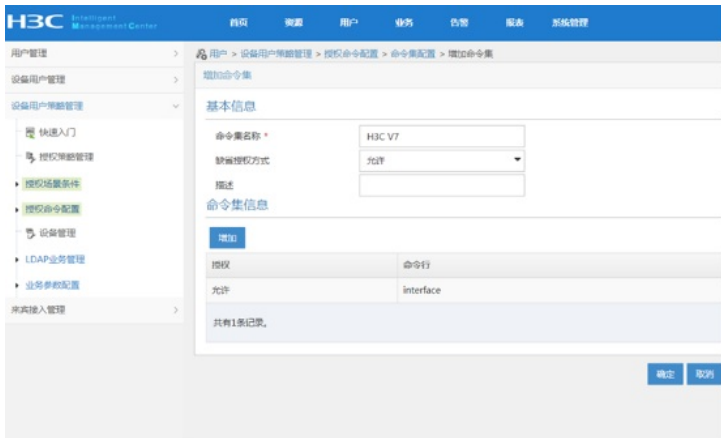 H3C Intelligent Management Center
首页 资源 用户 业务 告警 报表 系统管理
用户管理
设备用户管理
设备用户策略管理
快速入门
授权策略管理
授权场景条件
授权命令配置
设备管理
LDAP业务管理
业务参数配置
来宾接入管理
用户 > 设备用户策略管理 > 授权命令配置 > 命令集配置 > 增加命令集
增加命令集
基本信息
命令集名称 * H3C V7
缺省授权方式 允许
描述
命令集信息
增加
授权 命令行
允许 interface
共有1条记录。
确定 取消